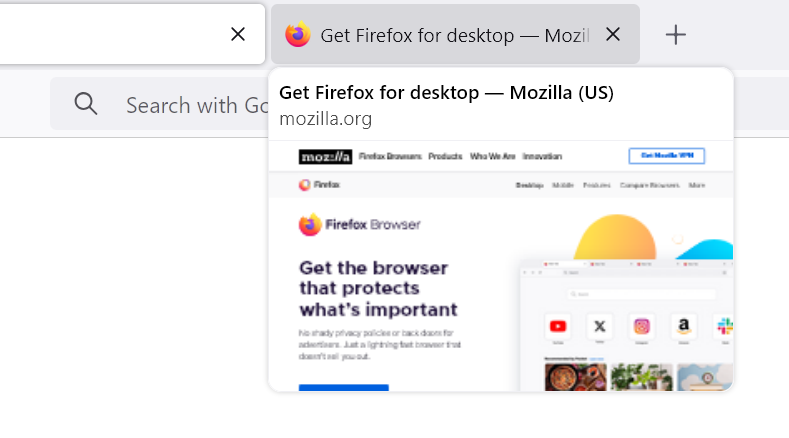 Get Firefox for desktop — Mozil
Search with Go
Get Firefox for desktop — Mozilla (US)
mozilla.org
moz://a Firefox Browsers Products Who We Are Innovation Get Mozilla VPN
Firefox Desktop Mobile Features Compare Browsers More
Firefox Browser
Get the browser
that protects
what's important
No shady privacy policies or back doors for
advertisers. Just a lightning fast browser that
doesn't sell you out.